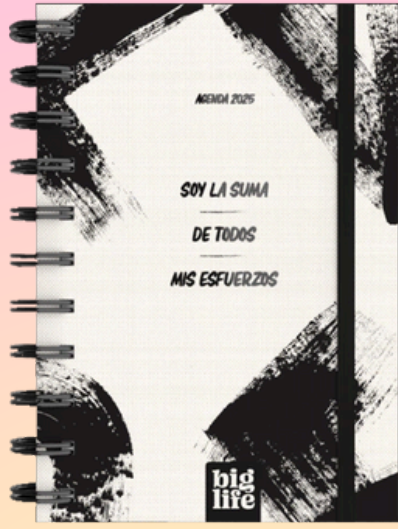 AGENDA 2025
SOY LA SUMA
DE TODOS
MIS ESFUERZOS
big
life